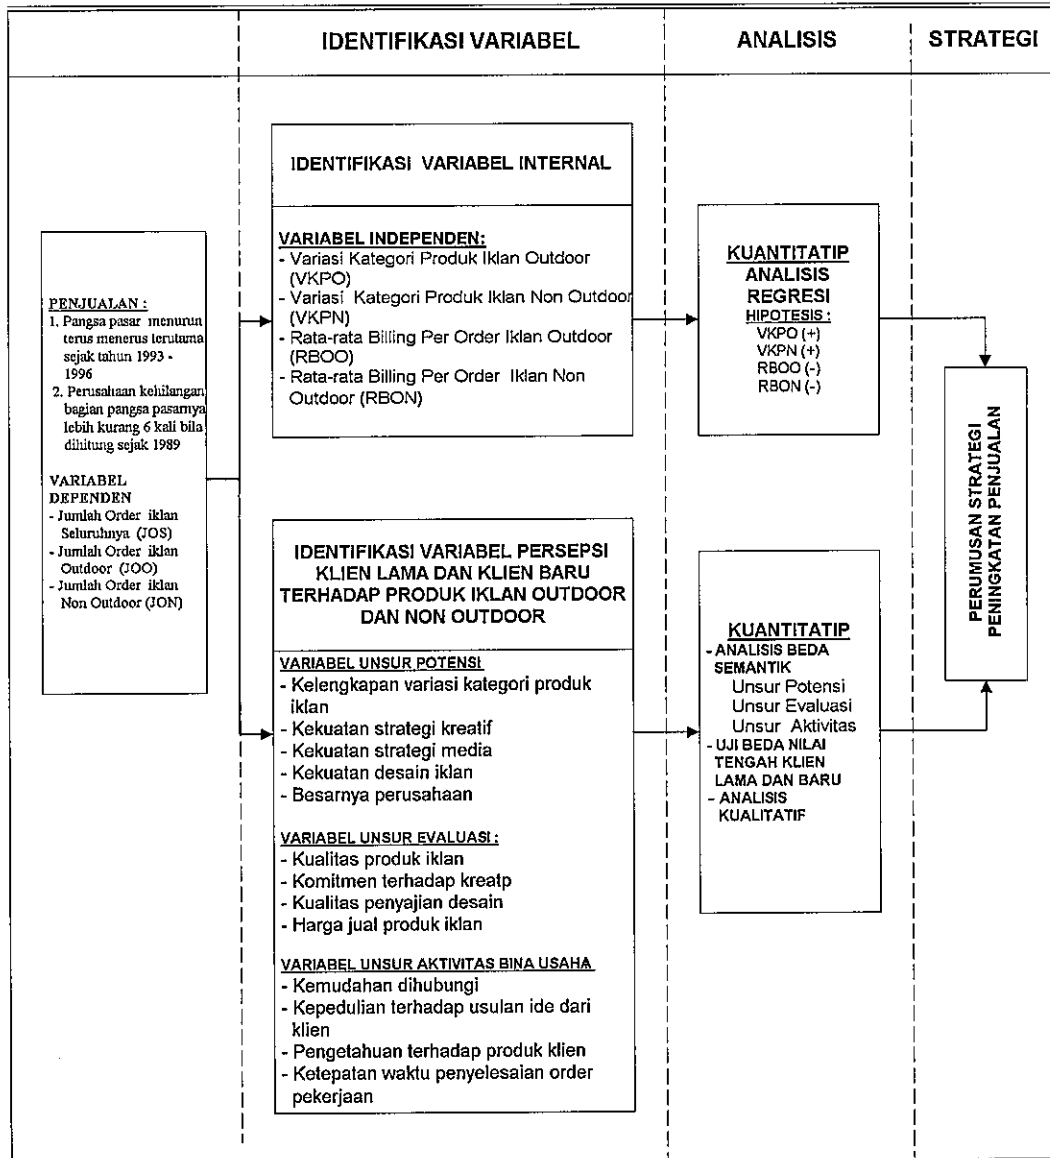 IDENTIFIKASI VARIABEL
ANALISIS
STRATEGI
PENJUALAN :
1. Pangsa pasar menurun
terus menerus terutama
sejak tahun 1993 -
1996
2. Perusahaan kehilangan
bagian pangsa pasarnya
lebih kurang 6 kali bila
dihitung sejak 1989
VARIABEL
DEPENDEN
- Jumlah Order iklan
Seluruhnya (JOS)
- Jumlah Order iklan
Outdoor (JOO)
- Jumlah Order iklan
Non Outdoor (JON)
IDENTIFIKASI VARIABEL INTERNAL
VARIABEL INDEPENDEN:
- Variasi Kategori Produk Iklan Outdoor
(VKPO)
- Variasi Kategori Produk Iklan Non Outdoor
(VKPN)
- Rata-rata Billing Per Order Iklan Outdoor
(RBOO)
- Rata-rata Billing Per Order Iklan Non
Outdoor (RBON)
IDENTIFIKASI VARIABEL PERSEPSI
KLIEN LAMA DAN KLIEN BARU
TERHADAP PRODUK IKLAN OUTDOOR
DAN NON OUTDOOR
VARIABEL UNSUR POTENSI
- Kelengkapan variasi kategori produk
iklan
- Kekuatan strategi kreatif
- Kekuatan strategi media
- Kekuatan desain iklan
- Besarnya perusahaan
VARIABEL UNSUR EVALUASI :
- Kualitas produk iklan
- Komitmen terhadap kreatp
- Kualitas penyajian desain
- Harga jual produk iklan
VARIABEL UNSUR AKTIVITAS BINA USAHA
- Kemudahan dihubungi
- Kepedulian terhadap usulan ide dari
klien
- Pengetahuan terhadap produk klien
- Ketepatan waktu penyelesaian order
pekerjaan
KUANTITATIP
ANALISIS
REGRESI
HIPOTESIS :
VKPO (+)
VKPN (+)
RBOO (-)
RBON (-)
KUANTITATIP
- ANALISIS BEDA
SEMANTIK
Unsur Potensi
Unsur Evaluasi
Unsur Aktivitas
- UJI BEDA NILAI
TENGAH KLIEN
LAMA DAN BARU
- ANALISIS
KUALITATIF
PERUMUSAN STRATEGI
PENINGKATAN PENJUALAN